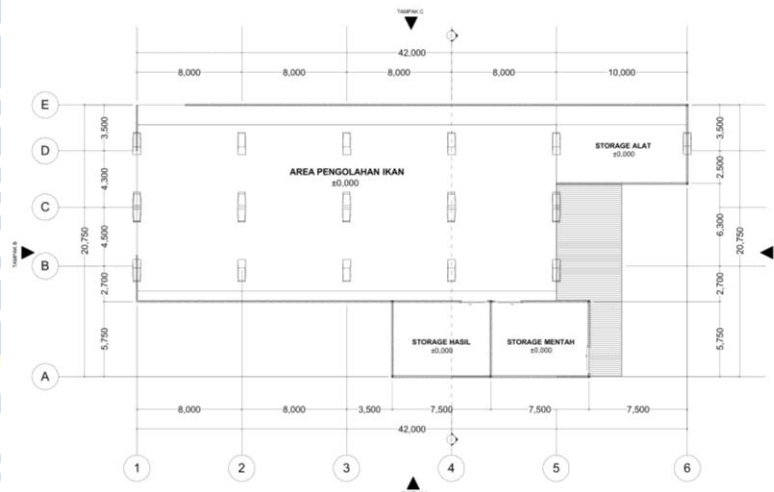 TAMPAK C
42,000
8,000 8,000 8,000 8,000 10,000
E
D
C
B
A
3,500
4,300
4,500
2,700
5,750
20,750
TAMPAK B
AREA PENGOLAHAN IKAN
±0,000
STORAGE ALAT
±0,000
3,500
2,500
6,300
2,700
5,750
20,750
STORAGE HASIL
±0,000
STORAGE MENTAH
±0,000
8,000 8,000 3,500 7,500 7,500 7,500
42,000
1 2 3 4 5 6